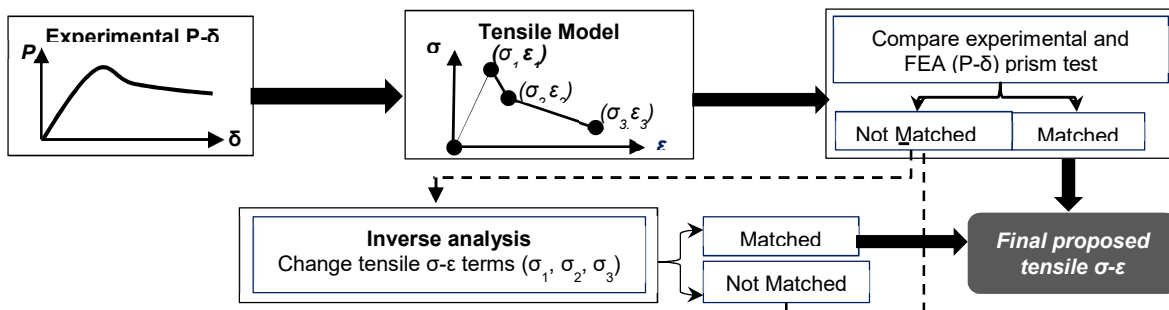 Experimental P-δ
P
δ
Tensile Model
σ
(σ₁, ε₁)
(σ₂, ε₂)
(σ₃, ε₃)
ε
Compare experimental and
FEA (P-δ) prism test
Not Matched
Matched
Inverse analysis
Change tensile σ-ε terms (σ₁, σ₂, σ₃)
Matched
Not Matched
Final proposed
tensile σ-ε